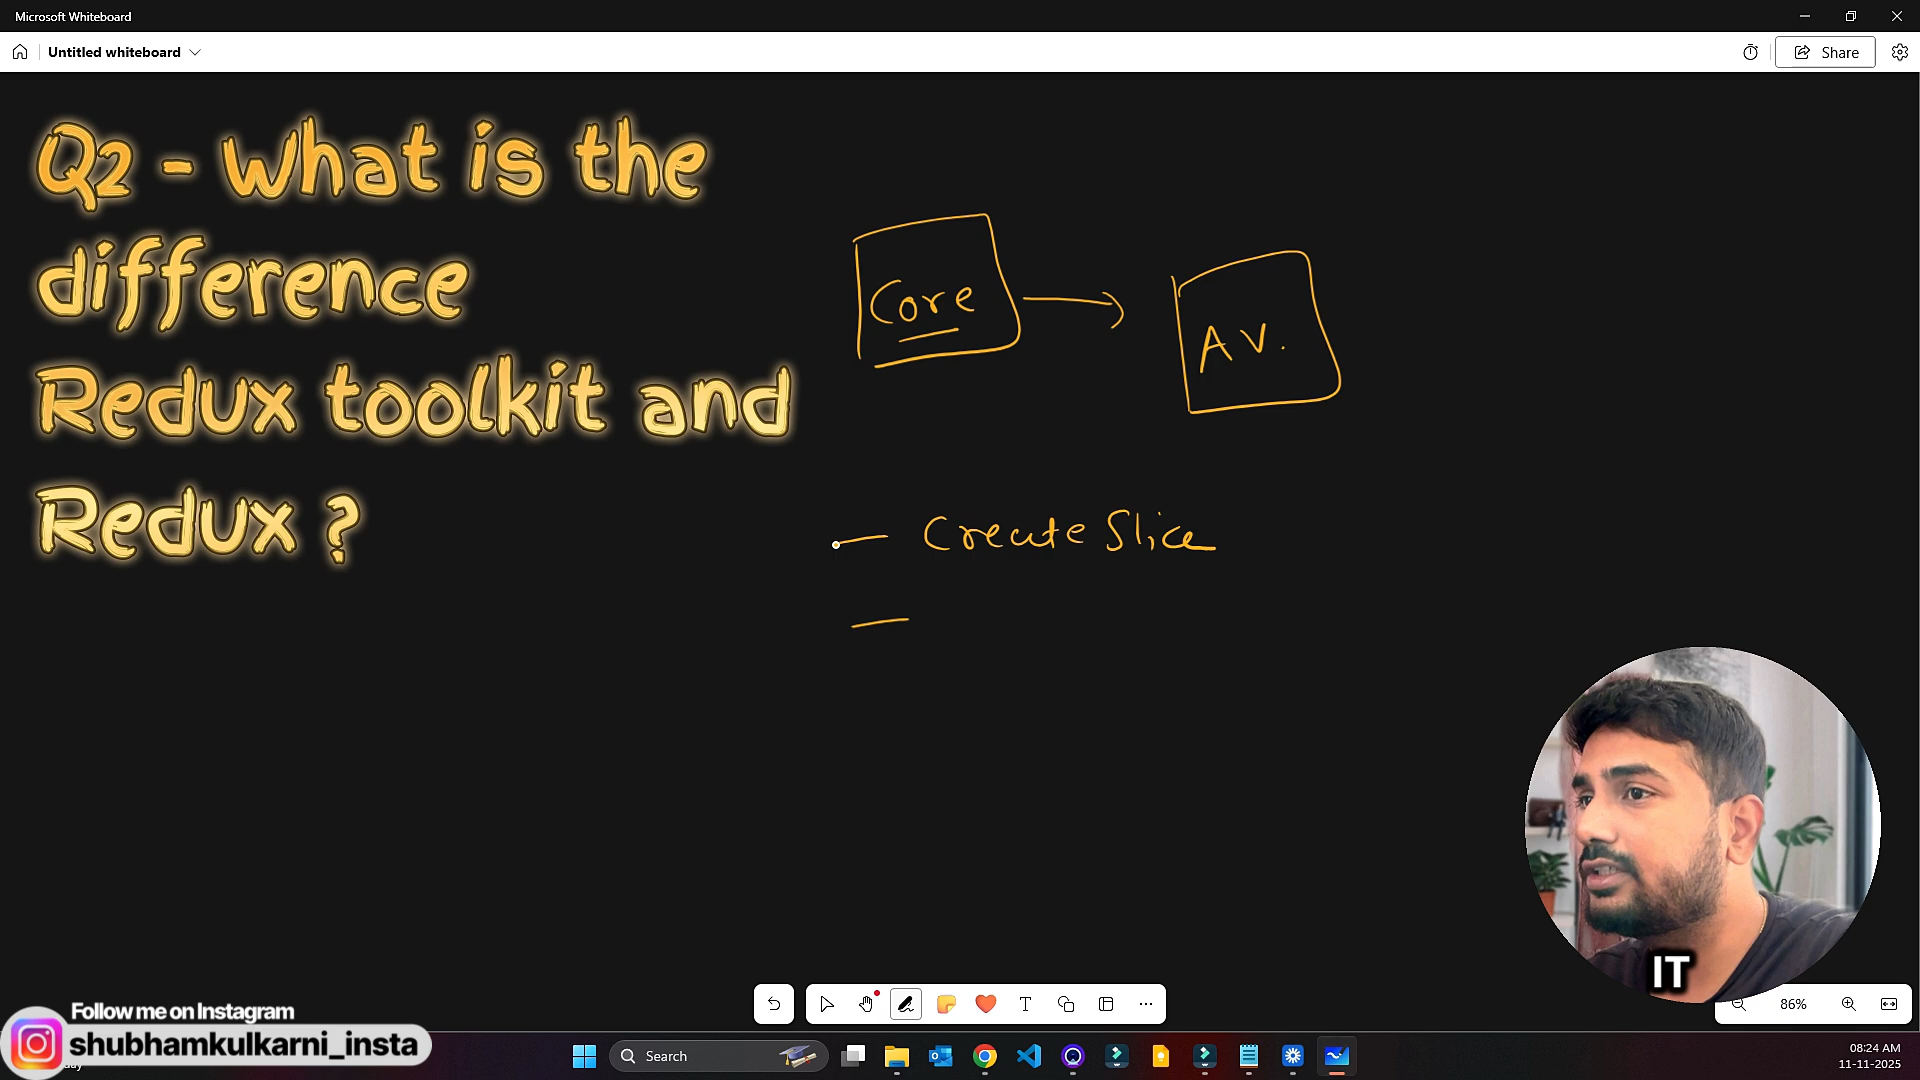 Microsoft Whiteboard
Untitled whiteboard
Share
Q2 - What is the
difference
Redux toolkit and
Redux ?
Core
AV.
Create Slice
IT
86%
Follow me on Instagram
shubhamkulkarni_insta
Search
08:24 AM
11-11-2025